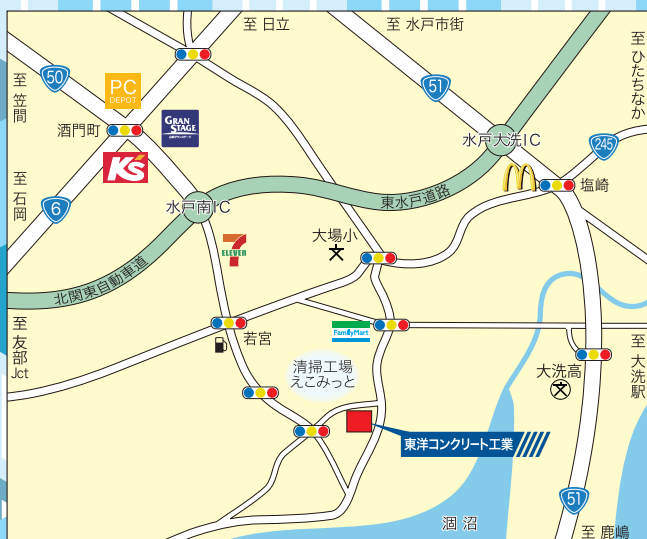 至 日立
至 水戸市街
至 ひたちなか
50
51
PC
DEPOT
至 笠間
酒門町
GRAN
STAGE
K's
水戸大洗IC
245
塩崎
至 石岡
6
水戸南IC
東水戸道路
7
ELEVEN
大場小
文
北関東自動車道
至 友部 Jct
若宮
FamilyMart
清掃工場
えこみっと
大洗高
文
至 大洗駅
東洋コンクリート工業
51
涸沼
至 鹿嶋